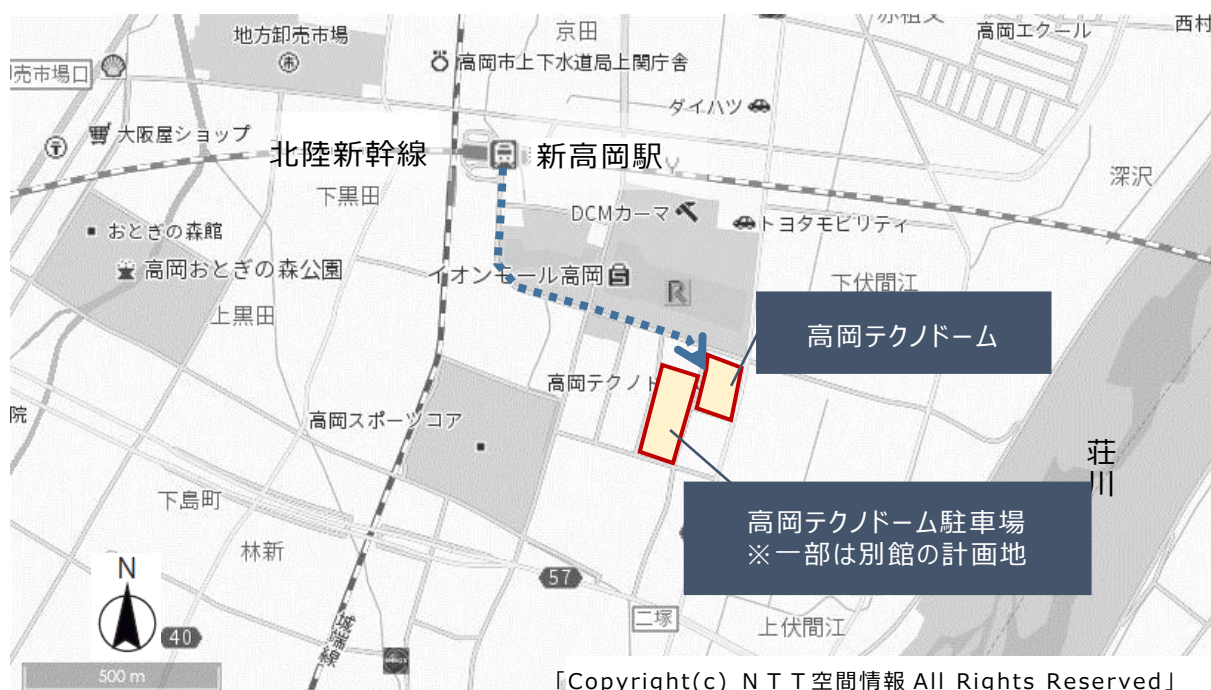 京田
地方卸売市場
高岡エクール
西村
高岡市上下水道局上関庁舎
売市場口
ダイハツ
大阪屋ショップ
北陸新幹線
新高岡駅
深沢
下黒田
DCMカーマ
トヨタモビリティ
おとぎの森館
高岡おとぎの森公園
イオンモール高岡
下伏間江
上黒田
高岡テクノドーム
高岡テクノト
院
高岡スポーツコア
荘川
下島町
高岡テクノドーム駐車場
※一部は別館の計画地
林新
N
57
二塚
上伏間江
40
城端線
500 m
「Copyright(c) NTT空間情報 All Rights Reserved」